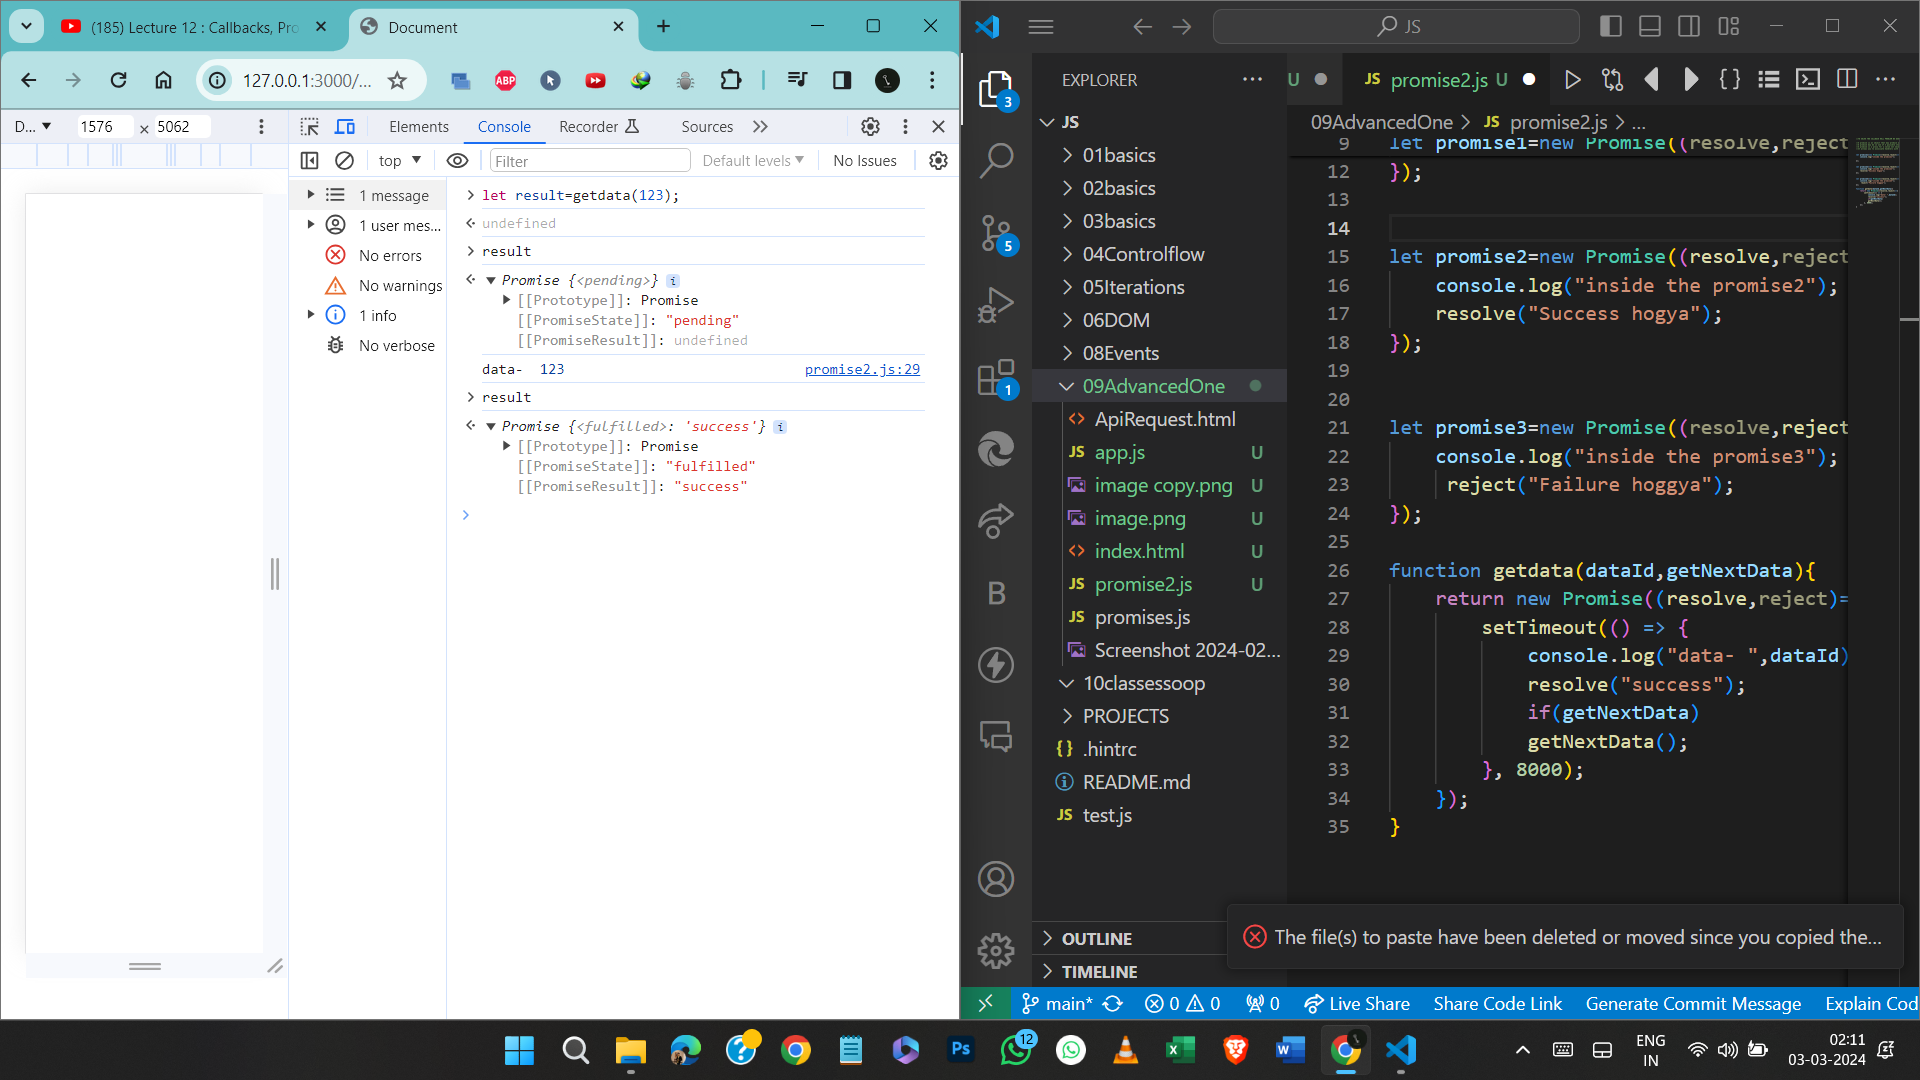 (185) Lecture 12 : Callbacks, Pro
Document
127.0.0.1:3000/...
ABP
D...
1576 × 5062
Elements
Console
Recorder
Sources
top
Filter
Default levels
No Issues
1 message
1 user mes...
No errors
No warnings
1 info
No verbose
let result=getdata(123);
undefined
result
Promise {<pending>} i
[[Prototype]]: Promise
[[PromiseState]]: "pending"
[[PromiseResult]]: undefined
data-  123 promise2.js:29
result
Promise {<fulfilled>: 'success'} i
[[Prototype]]: Promise
[[PromiseState]]: "fulfilled"
[[PromiseResult]]: "success"
JS
3
5
1
B
EXPLORER
JS
01basics
02basics
03basics
04Controlflow
05Iterations
06DOM
08Events
09AdvancedOne
ApiRequest.html
JS app.js U
image copy.png U
image.png U
index.html U
JS promise2.js U
JS promises.js
Screenshot 2024-02...
10classessoop
PROJECTS
{} .hintrc
README.md
JS test.js
OUTLINE
TIMELINE
U
JS promise2.js U
09AdvancedOne > JS promise2.js > ...
9 let promise1=new Promise((resolve,reject
12 });
13
14
15 let promise2=new Promise((resolve,reject
16 console.log("inside the promise2");
17 resolve("Success hogya");
18 });
19
20
21 let promise3=new Promise((resolve,reject
22 console.log("inside the promise3");
23 reject("Failure hoggya");
24 });
25
26 function getdata(dataId,getNextData){
27 return new Promise((resolve,reject)=
28 setTimeout(() => {
29 console.log("data- ",dataId)
30 resolve("success");
31 if(getNextData)
32 getNextData();
33 }, 8000);
34 });
35 }
The file(s) to paste have been deleted or moved since you copied the...
main* 0 0 0 Live Share Share Code Link Generate Commit Message Explain Cod
Ps
12
ENG
IN
02:11
03-03-2024